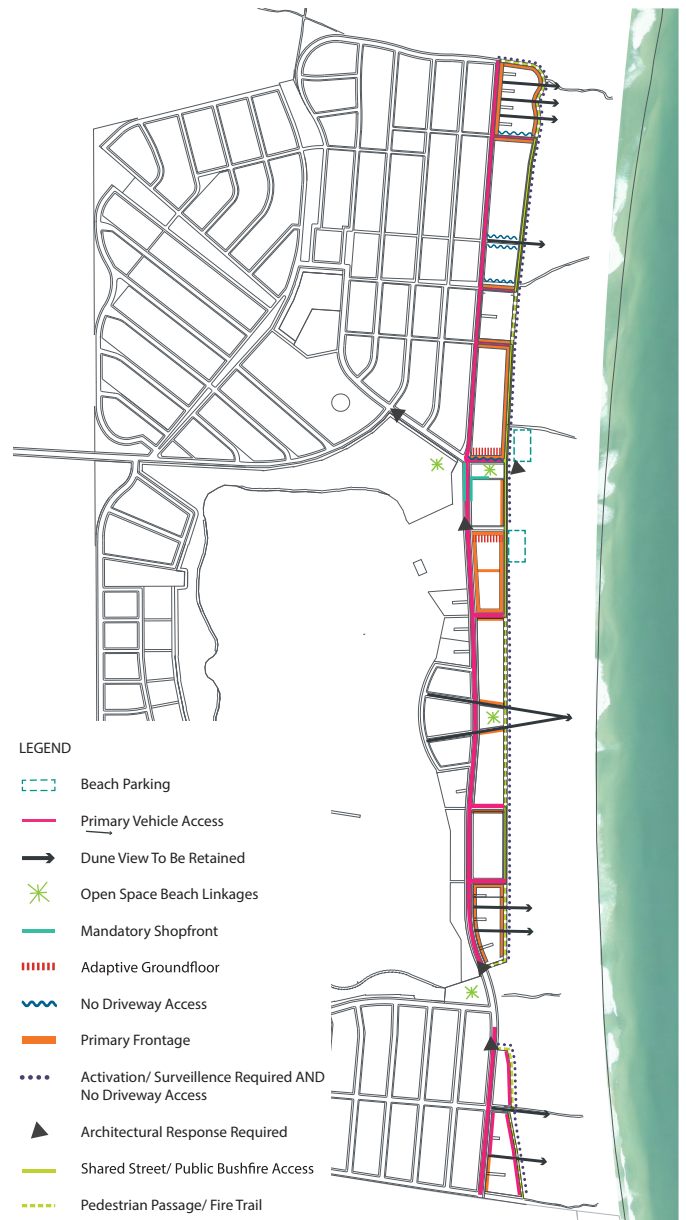 LEGEND
Beach Parking
Primary Vehicle Access
Dune View To Be Retained
Open Space Beach Linkages
Mandatory Shopfront
Adaptive Groundfloor
No Driveway Access
Primary Frontage
Activation/ Surveillence Required AND
No Driveway Access
Architectural Response Required
Shared Street/ Public Bushfire Access
Pedestrian Passage/ Fire Trail